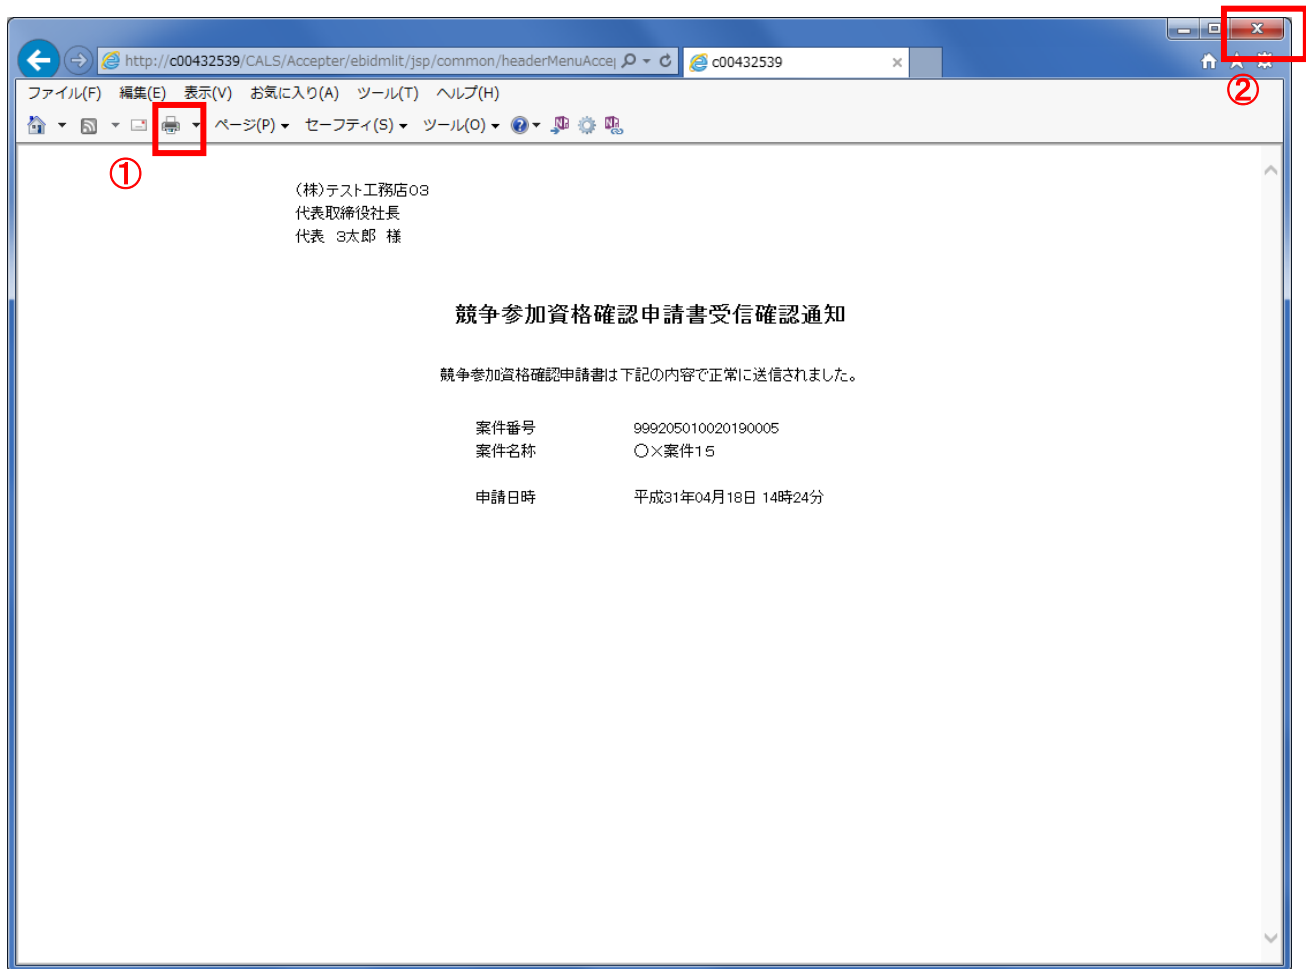 http://c00432539/CALS/Accepter/ebidmlit/jsp/common/headerMenuAccep
c00432539
②
ファイル(F) 編集(E) 表示(V) お気に入り(A) ツール(T) ヘルプ(H)
ページ(P) セーフティ(S) ツール(O)
①
(株)テスト工務店03
代表取締役社長
代表 3太郎 様
競争参加資格確認申請書受信確認通知
競争参加資格確認申請書は下記の内容で正常に送信されました。
案件番号 999205010020190005
案件名称 ○×案件15
申請日時 平成31年04月18日 14時24分